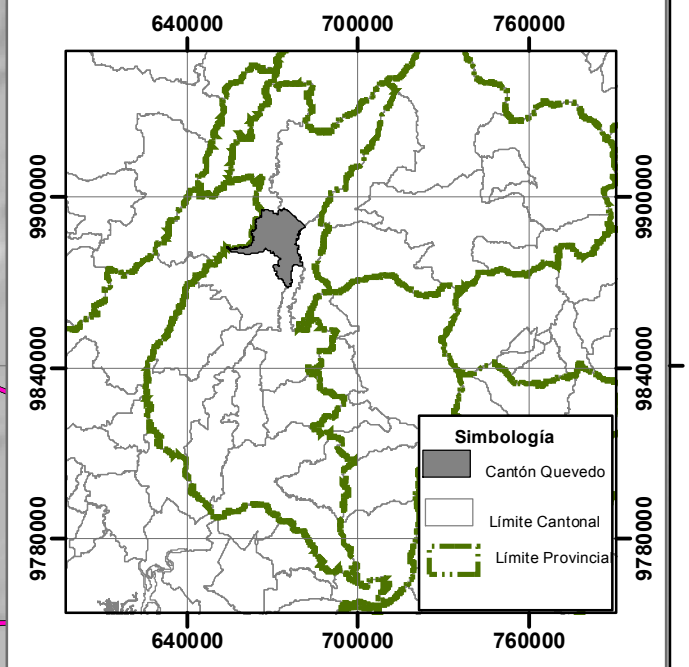 640000 700000 760000
9900000 9900000
9840000 9840000
Simbología
Cantón Quevedo
Límite Cantonal
Límite Provincial
9780000 9780000
640000 700000 760000